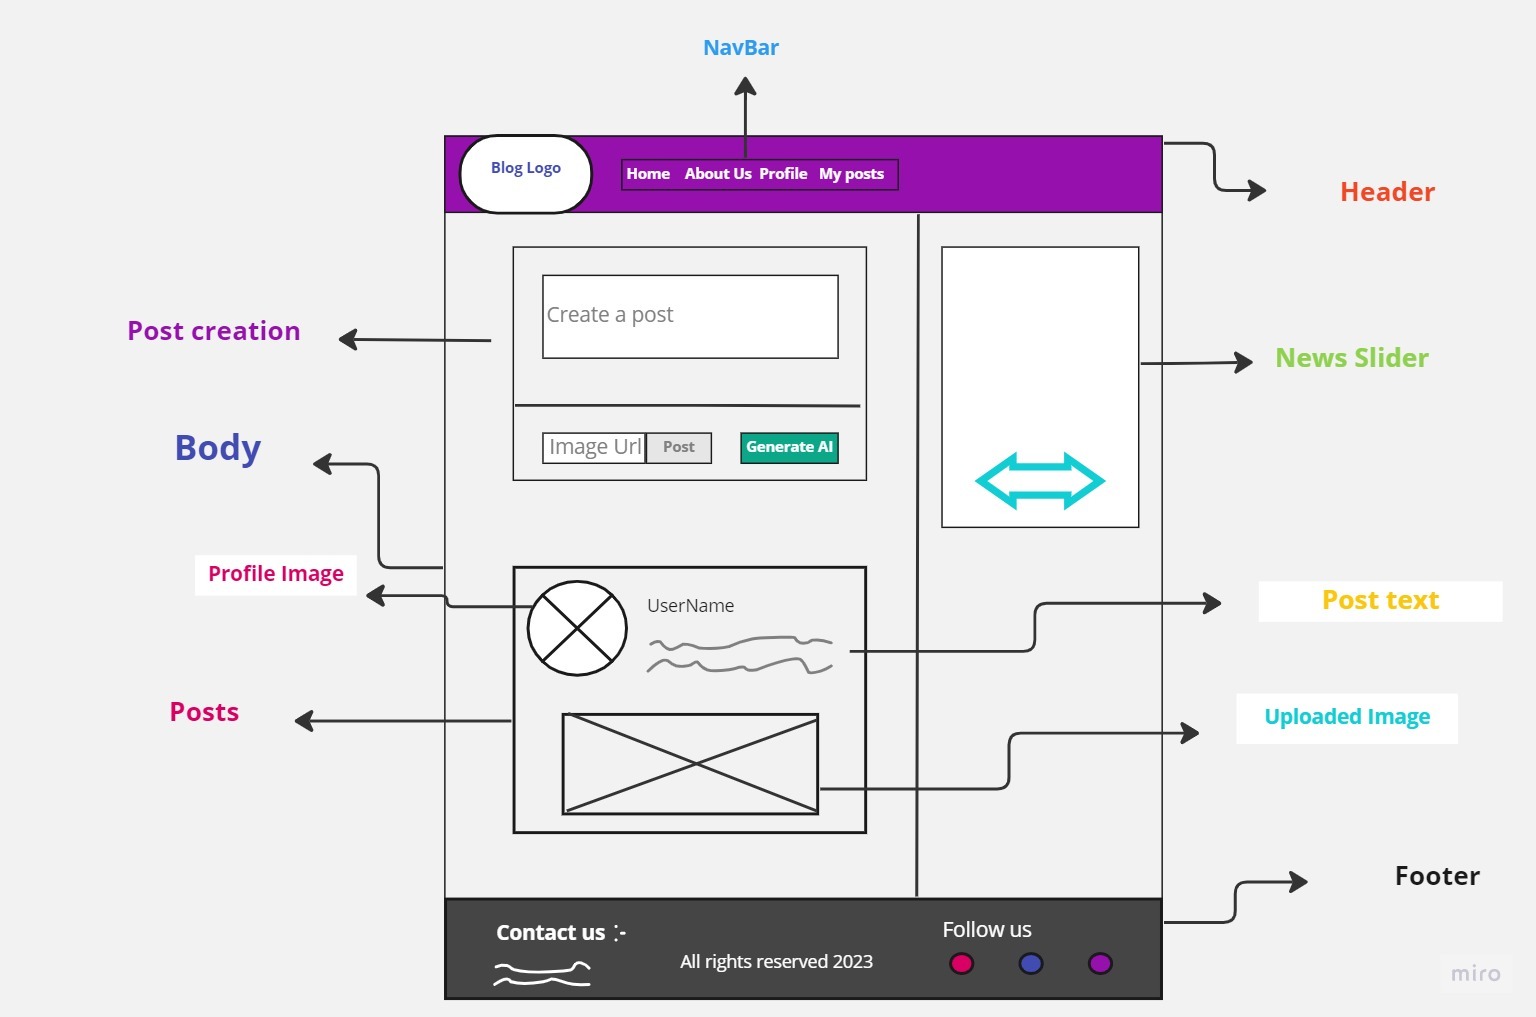 NavBar
Blog Logo
Home About Us Profile My posts
Header
Create a post
Post creation
News Slider
Body
Image Url Post Generate AI
Profile Image
UserName
Post text
Posts
Uploaded Image
Footer
Contact us :-
Follow us
All rights reserved 2023
miro